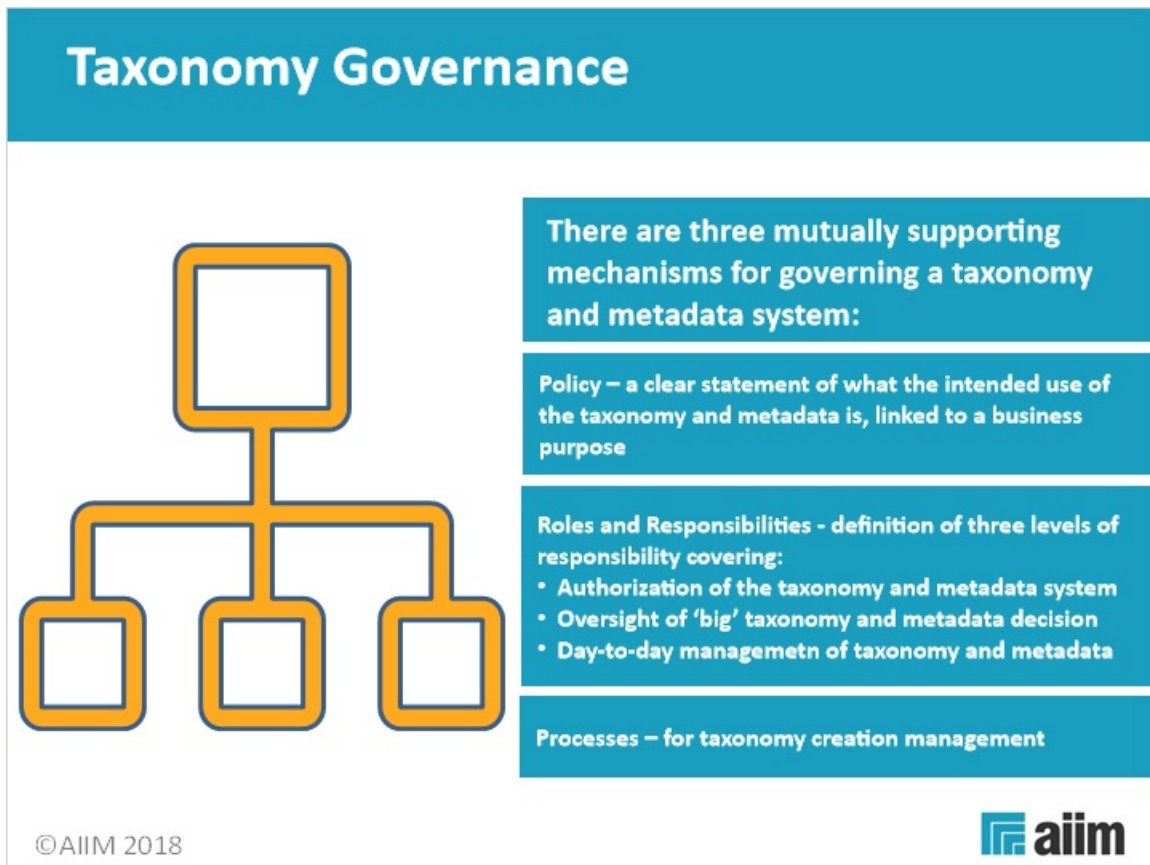 Taxonomy Governance
There are three mutually supporting
mechanisms for governing a taxonomy
and metadata system:
Policy – a clear statement of what the intended use of
the taxonomy and metadata is, linked to a business
purpose
Roles and Responsibilities - definition of three levels of
responsibility covering:
• Authorization of the taxonomy and metadata system
• Oversight of ‘big’ taxonomy and metadata decision
• Day-to-day managemetn of taxonomy and metadata
Processes – for taxonomy creation management
©AIIM 2018
aiim